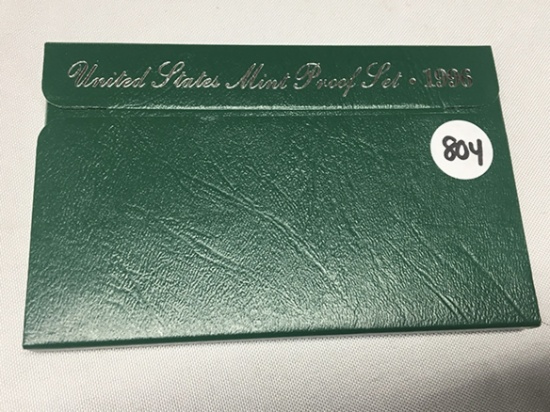 United States Mint Proof Set • 1996
804